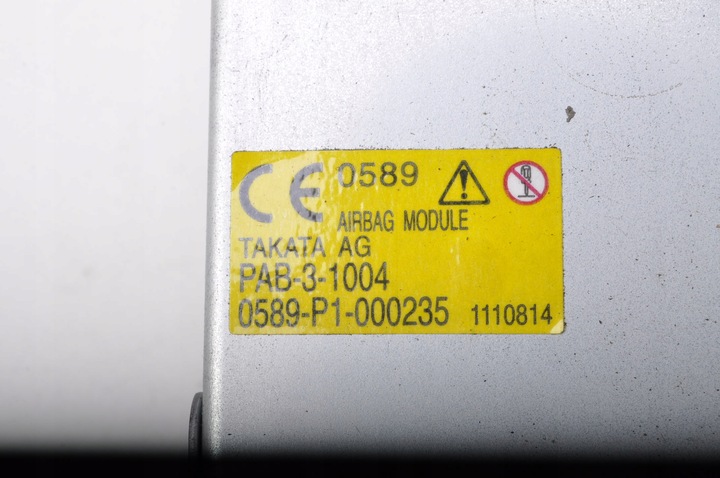 CE 0589
AIRBAG MODULE
TAKATA AG
PAB-3-1004
0589-P1-000235 1110814